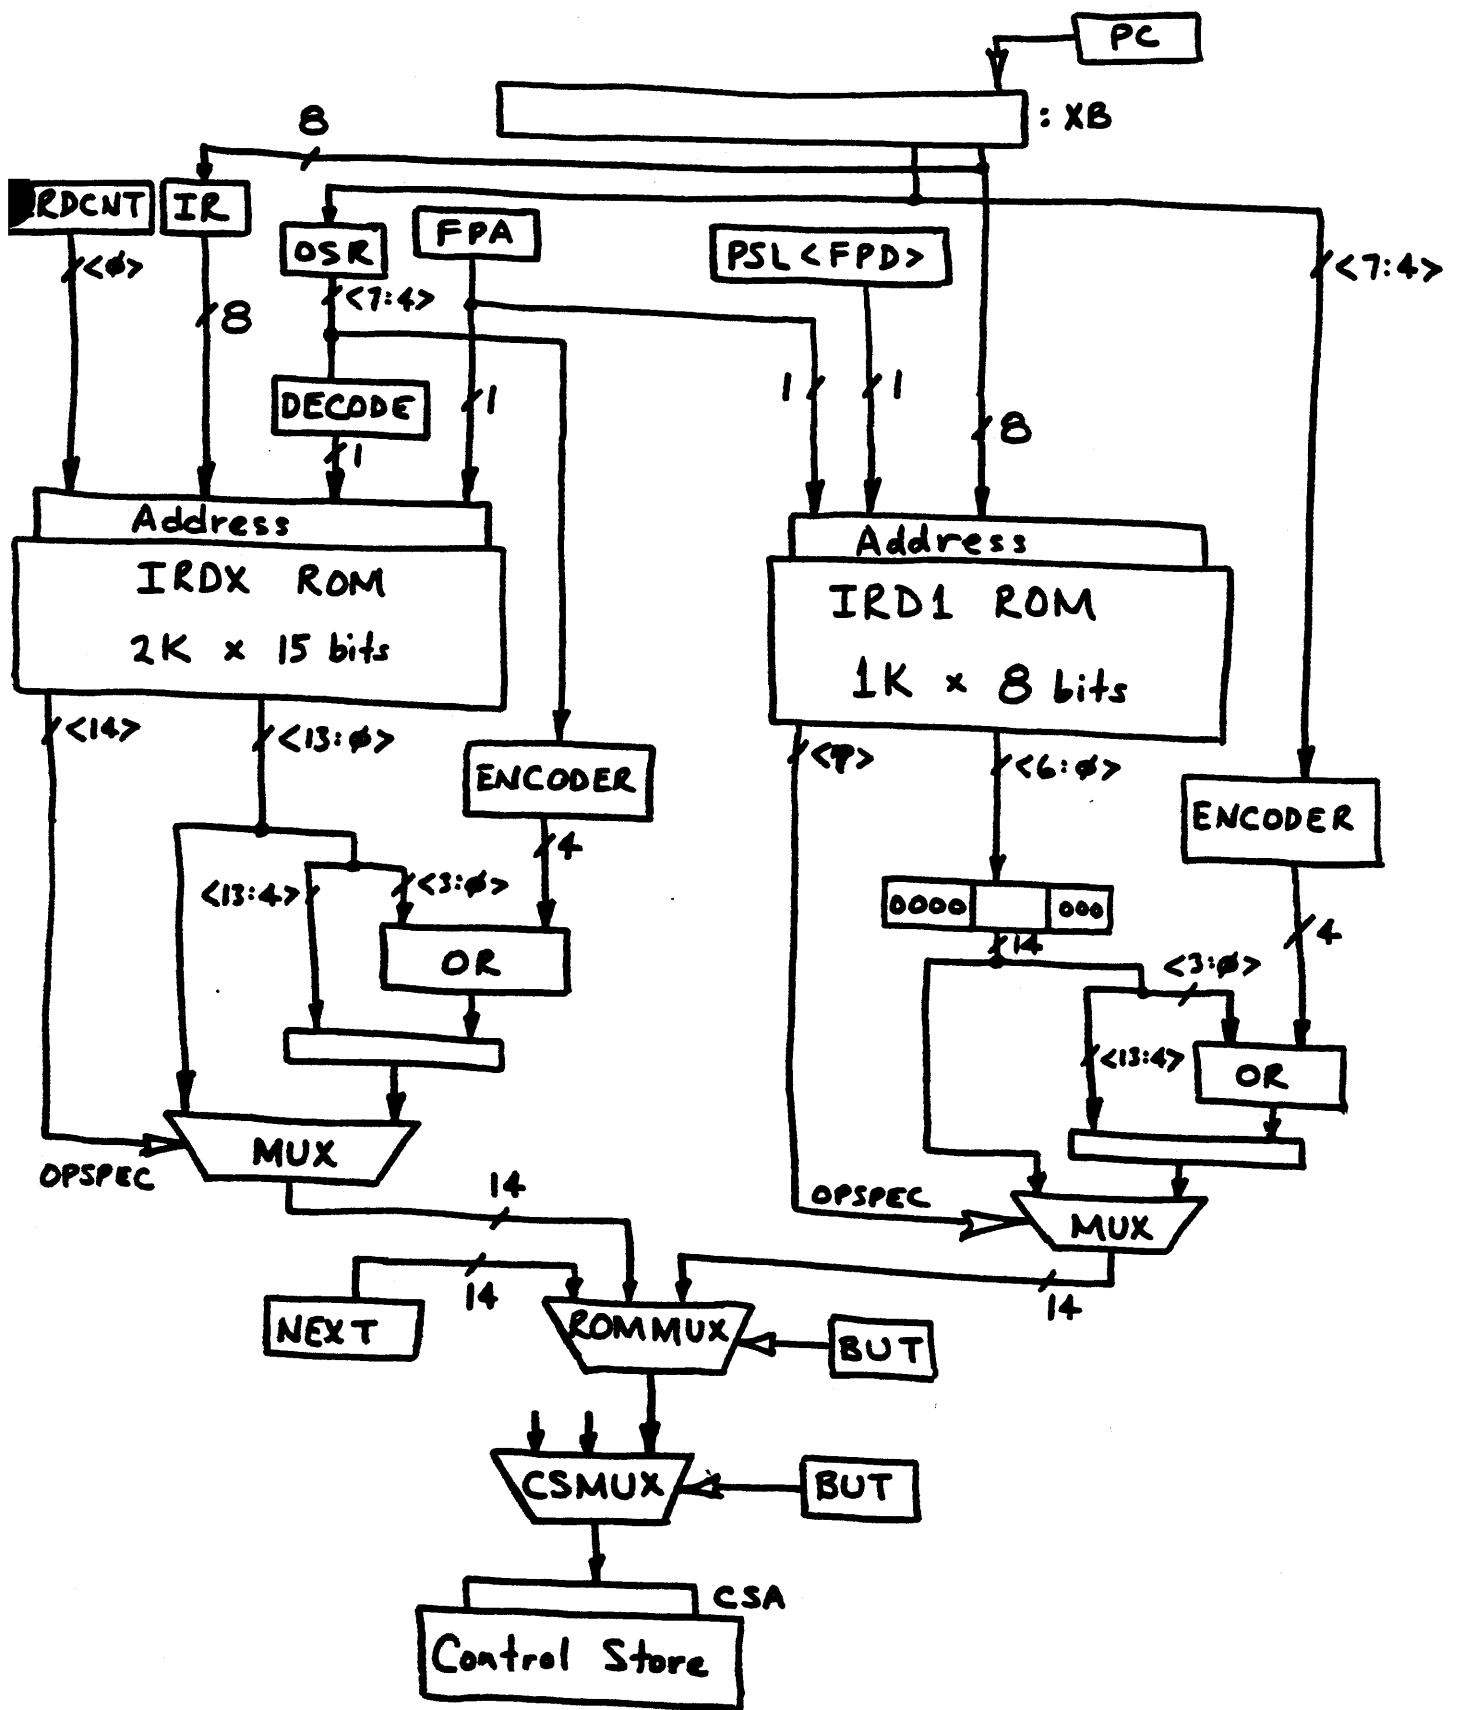 PC
: XB
8
RDCNT
IR
OSR
FPA
PSL <FPD>
<ø>
8
<7:4>
<7:4>
1
1
1
8
DECODE
1
Address
Address
IRDX ROM
2K x 15 bits
IRD1 ROM
1K x 8 bits
<14>
<13:ø>
<6:ø>
ENCODER
ENCODER
4
<13:4>
<3:ø>
0000
000
OR
14
4
<3:ø>
<13:4>
OR
MUX
OPSPEC
14
OPSPEC
MUX
14
14
NEXT
ROMMUX
BUT
CSMUX
BUT
CSA
Control Store